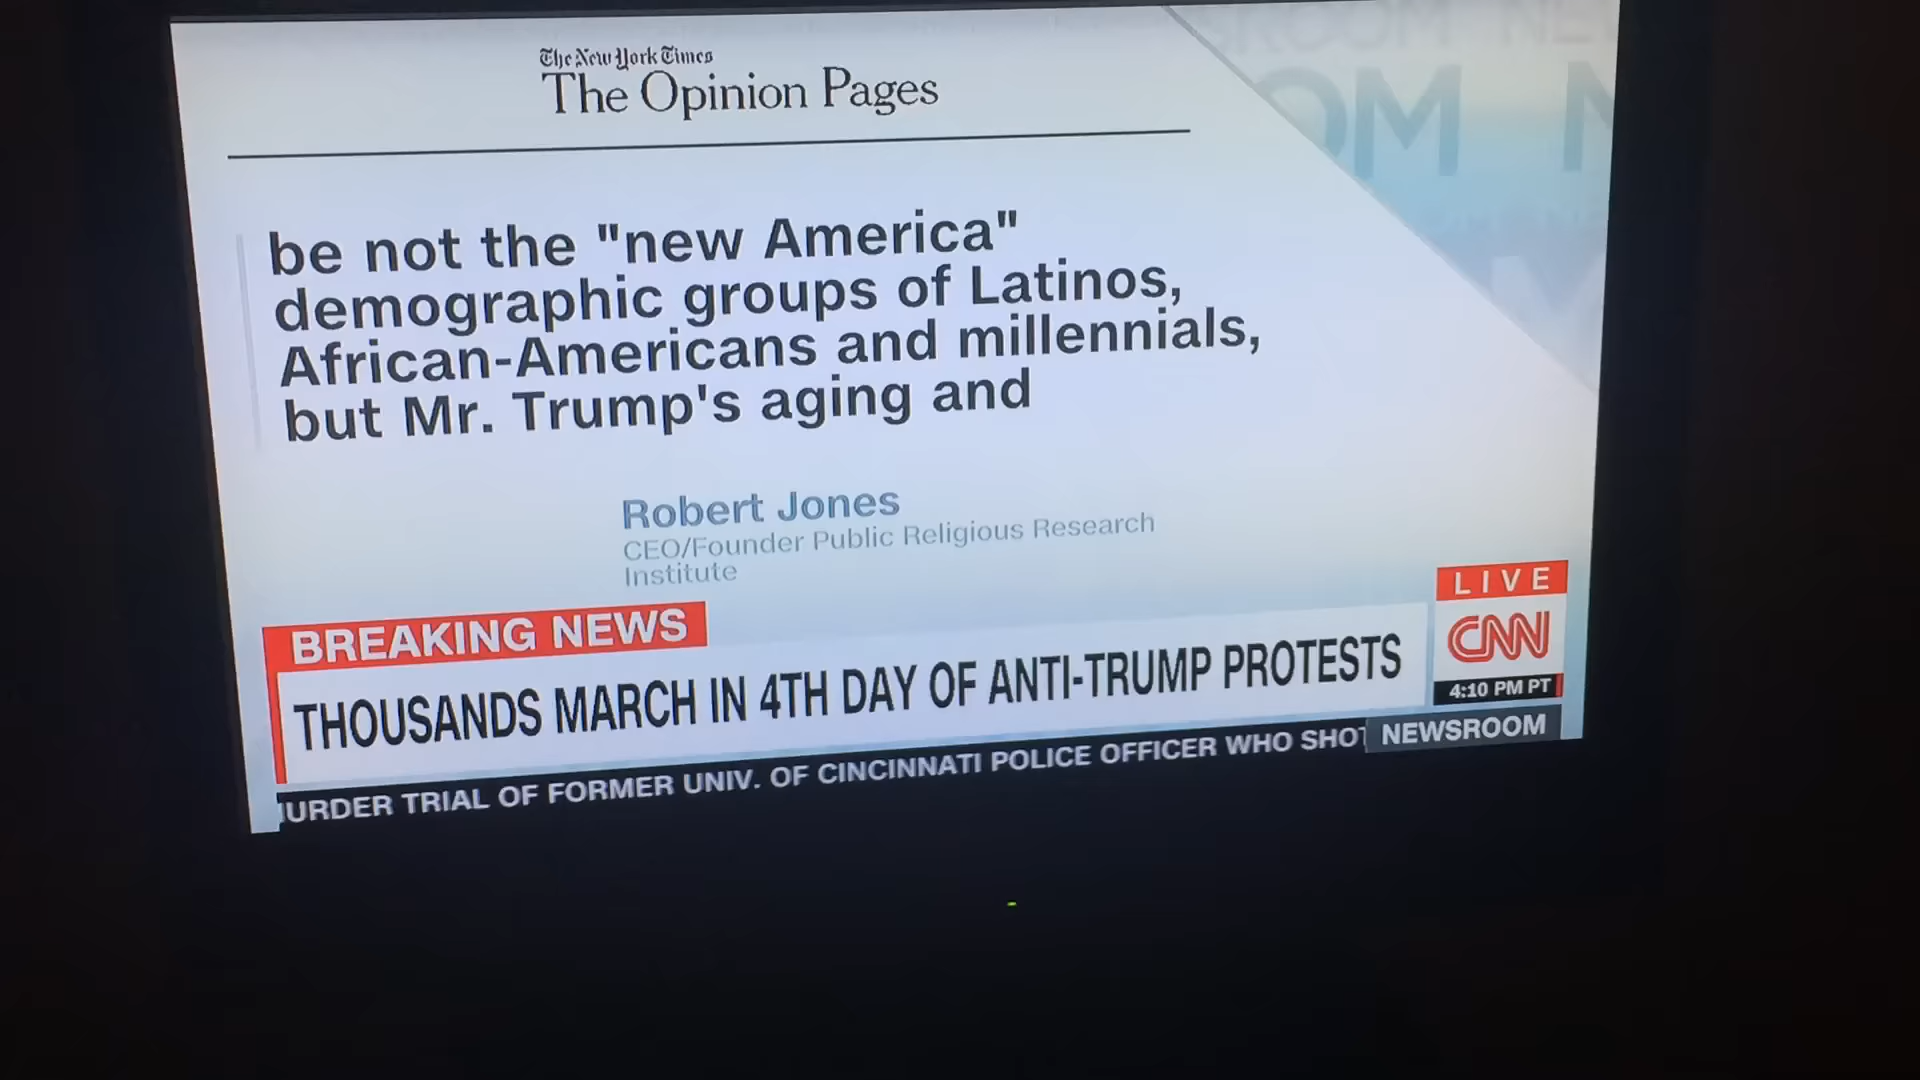 The New York Times
The Opinion Pages
be not the "new America"
demographic groups of Latinos,
African-Americans and millennials,
but Mr. Trump's aging and
Robert Jones
CEO/Founder Public Religious Research
Institute
BREAKING NEWS
THOUSANDS MARCH IN 4TH DAY OF ANTI-TRUMP PROTESTS
LIVE
CNN
4:10 PM PT
NEWSROOM
TRIAL OF FORMER UNIV. OF CINCINNATI POLICE OFFICER WHO